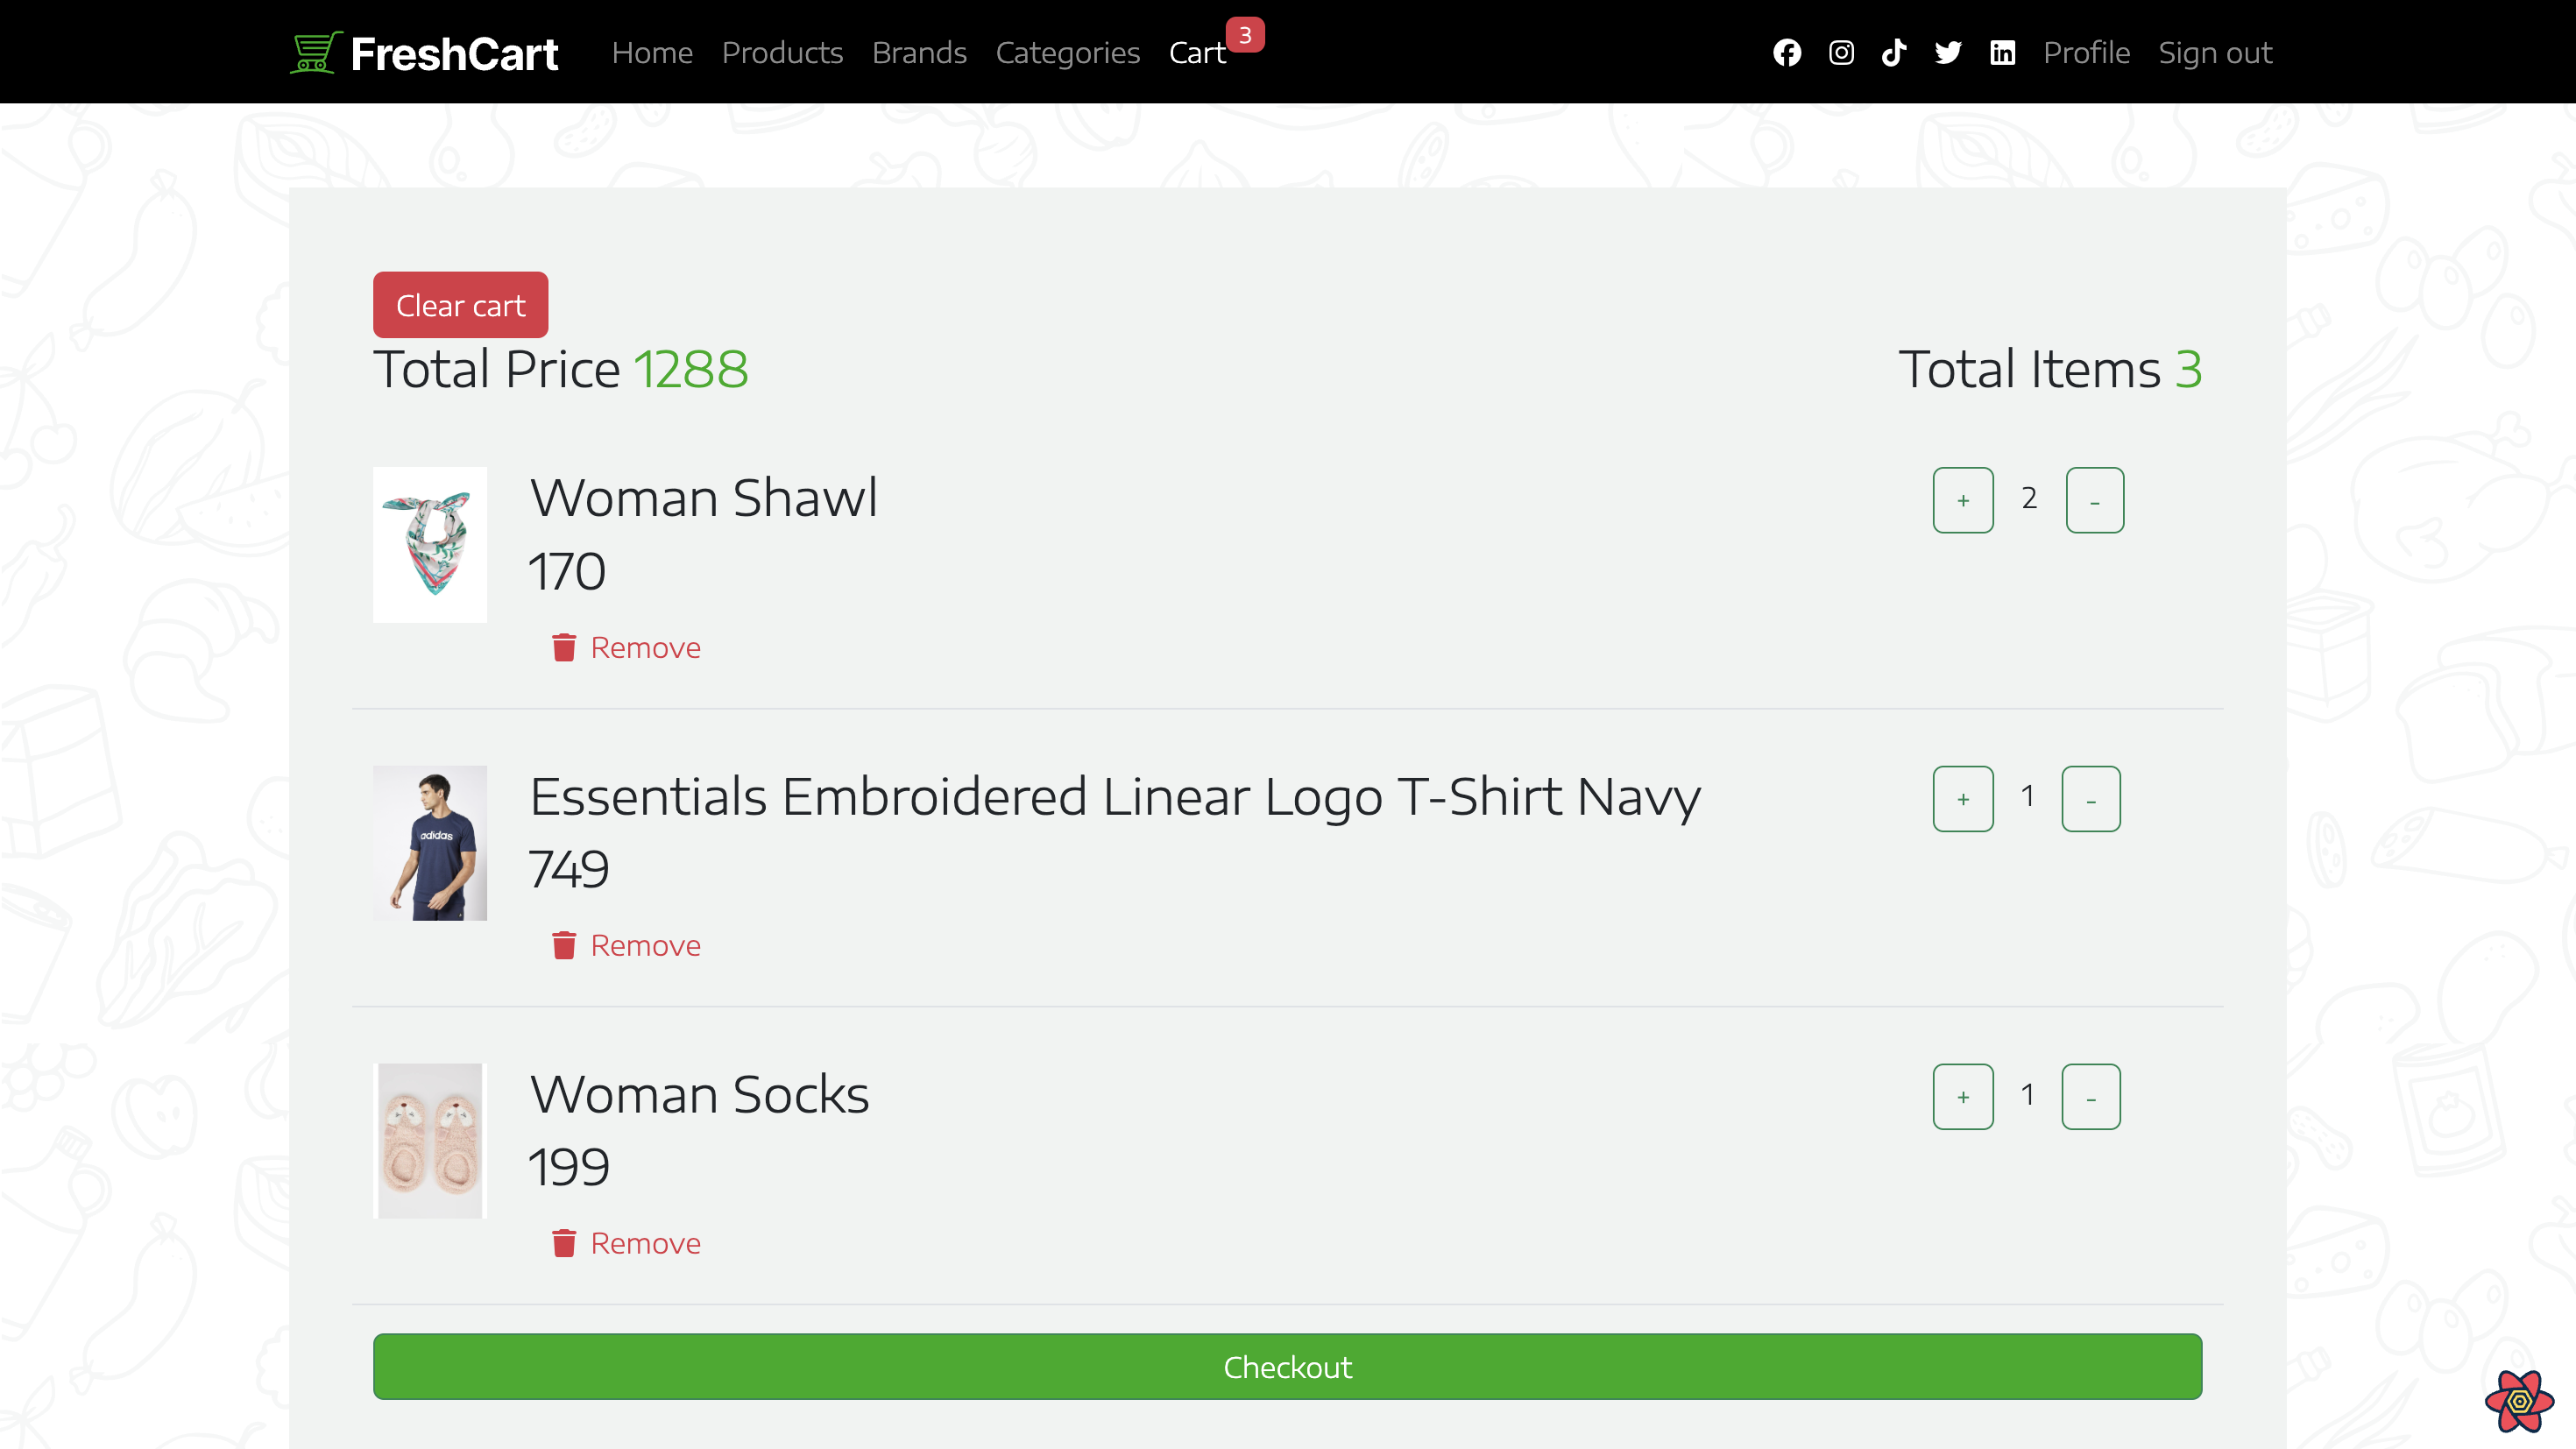 FreshCart Home Products Brands Categories Cart 3 Profile Sign out
Clear cart
Total Price 1288 Total Items 3
Woman Shawl + 2 -
170
Remove
Essentials Embroidered Linear Logo T-Shirt Navy + 1 -
adidas
749
Remove
Woman Socks + 1 -
199
Remove
Checkout